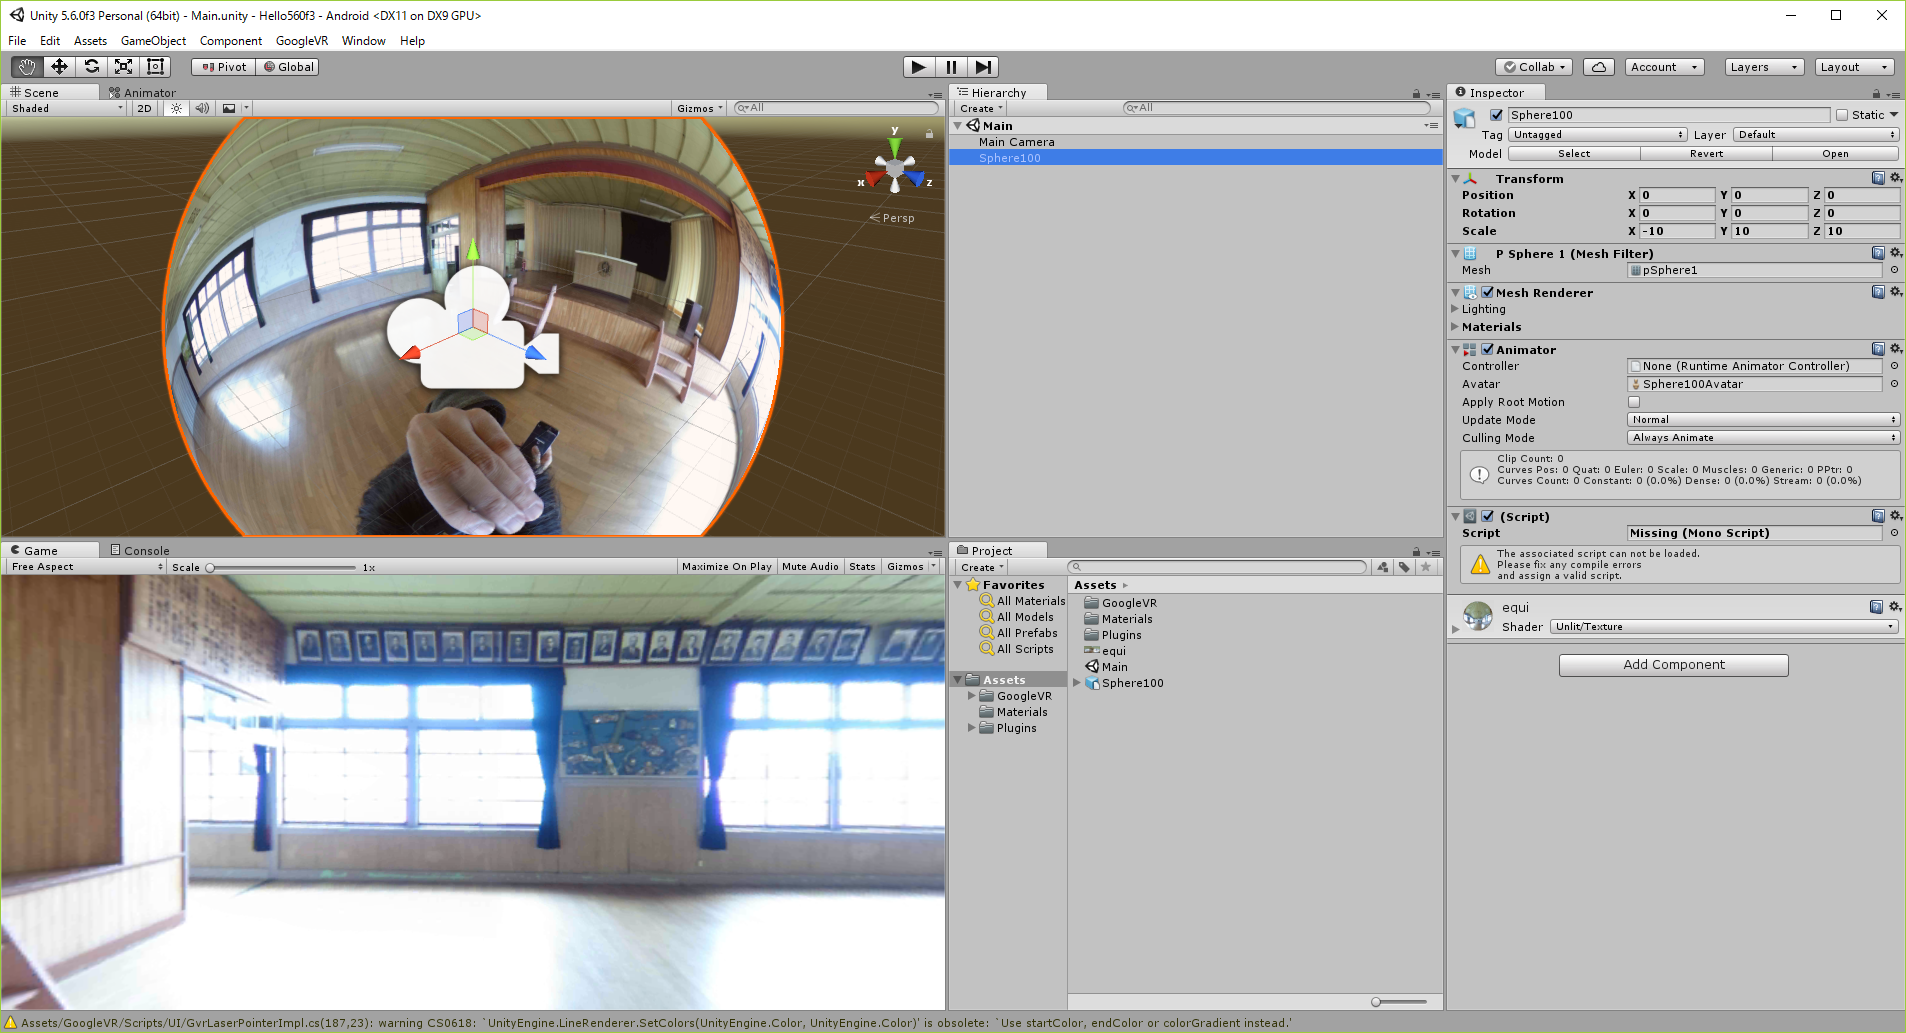 Unity 5.6.0f3 Personal (64bit) - Main.unity - Hello560f3 - Android <DX11 on DX9 GPU>
File Edit Assets GameObject Component GoogleVR Window Help
Pivot Global Collab Account Layers Layout
Scene Animator
Shaded 2D Gizmos All
y
x z
Persp
Game Console
Free Aspect Scale 1x Maximize On Play Mute Audio Stats Gizmos
Hierarchy
Create All
Main
Main Camera
Sphere100
Project
Create
Favorites
All Materials
All Models
All Prefabs
All Scripts
Assets
GoogleVR
Materials
Plugins
Assets
GoogleVR
Materials
Plugins
equi
Main
Sphere100
Inspector
Sphere100 Static
Tag Untagged Layer Default
Model Select Revert Open
Transform
Position X 0 Y 0 Z 0
Rotation X 0 Y 0 Z 0
Scale X -10 Y 10 Z 10
P Sphere 1 (Mesh Filter)
Mesh pSphere1
Mesh Renderer
Lighting
Materials
Animator
Controller None (Runtime Animator Controller)
Avatar Sphere100Avatar
Apply Root Motion
Update Mode Normal
Culling Mode Always Animate
Clip Count: 0
Curves Pos: 0 Quat: 0 Euler: 0 Scale: 0 Muscles: 0 Generic: 0 PPtr: 0
Curves Count: 0 Constant: 0 (0.0%) Dense: 0 (0.0%) Stream: 0 (0.0%)
(Script)
Script Missing (Mono Script)
The associated script can not be loaded.
Please fix any compile errors
and assign a valid script.
equi
Shader Unlit/Texture
Add Component
Assets/GoogleVR/Scripts/UI/GvrLaserPointerImpl.cs(187,23): warning CS0618: `UnityEngine.LineRenderer.SetColors(UnityEngine.Color, UnityEngine.Color)' is obsolete: `Use startColor, endColor or colorGradient instead.'